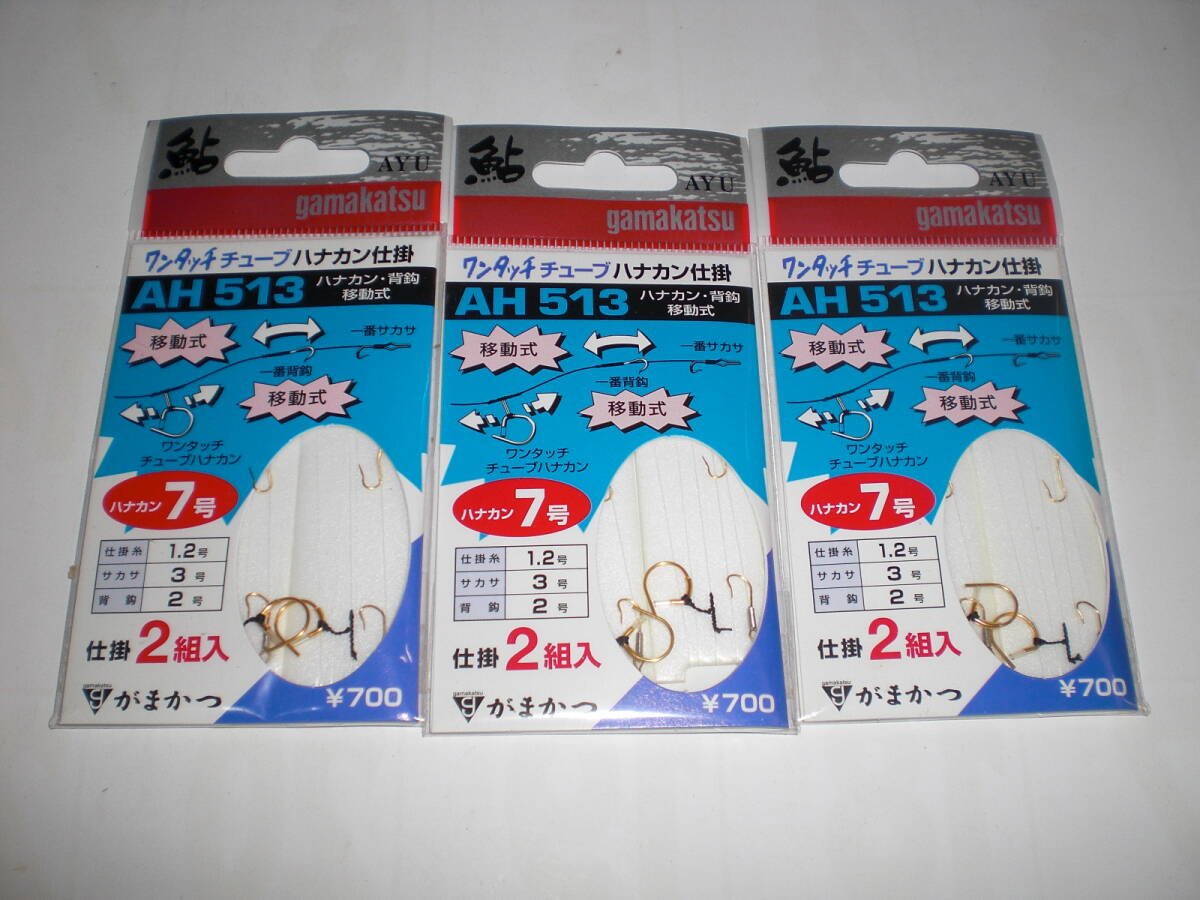 鮎
AYU
gamakatsu
ワンタッチチューブハナカン仕掛
AH 513 ハナカン・背鈎
移動式
移動式
一番サカサ
一番背鈎
移動式
ワンタッチ
チューブハナカン
ハナカン 7号
仕掛糸 1.2号
サカサ 3号
背鈎 2号
仕掛 2組入
gamakatsu
g がまかつ
¥700
鮎
AYU
gamakatsu
ワンタッチチューブハナカン仕掛
AH 513 ハナカン・背鈎
移動式
移動式
一番サカサ
一番背鈎
移動式
ワンタッチ
チューブハナカン
ハナカン 7号
仕掛糸 1.2号
サカサ 3号
背鈎 2号
仕掛 2組入
gamakatsu
g がまかつ
¥700
鮎
AYU
gamakatsu
ワンタッチチューブハナカン仕掛
AH 513 ハナカン・背鈎
移動式
移動式
一番サカサ
一番背鈎
移動式
ワンタッチ
チューブハナカン
ハナカン 7号
仕掛糸 1.2号
サカサ 3号
背鈎 2号
仕掛 2組入
gamakatsu
g がまかつ
¥700